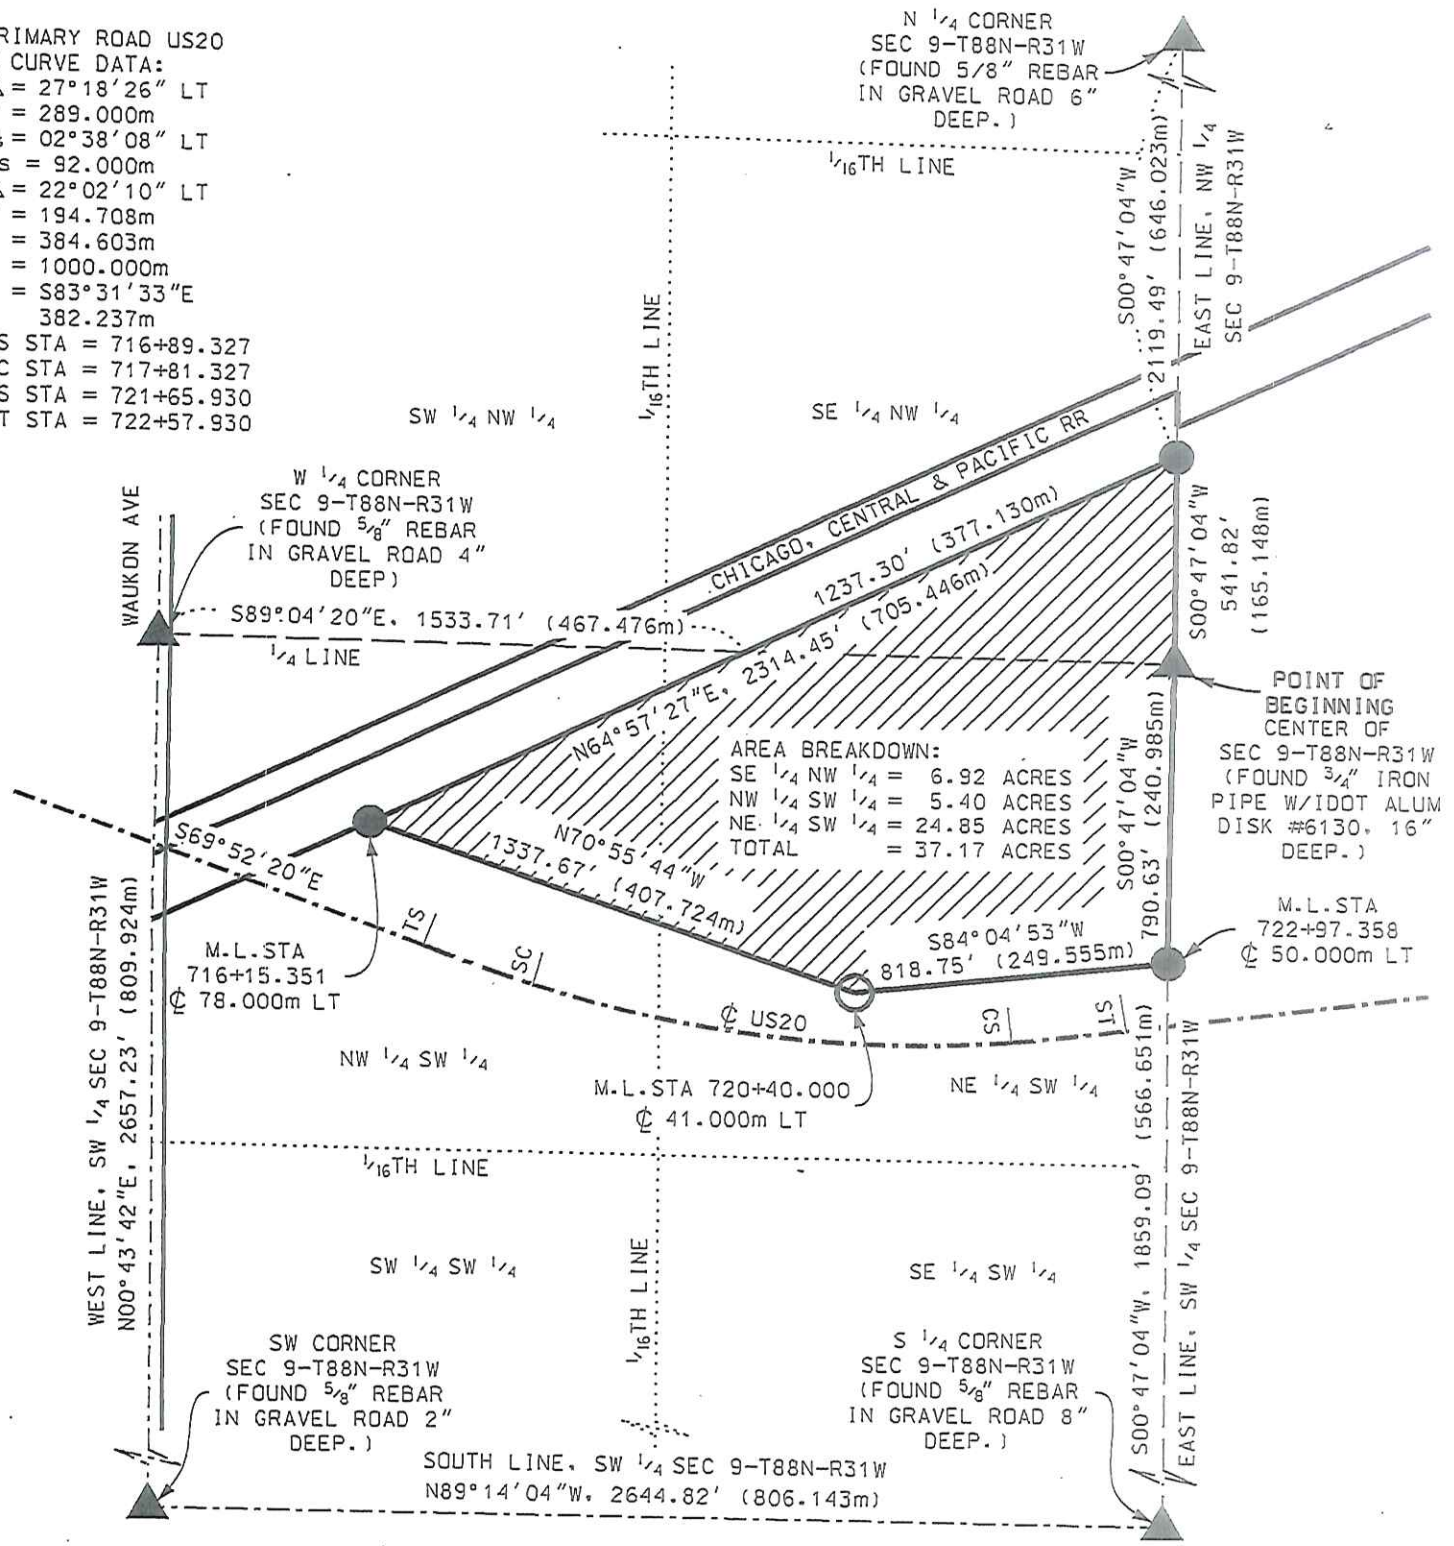 RIMARY ROAD US20
CURVE DATA:
= 27°18'26" LT
= 289.000m
= 02°38'08" LT
s = 92.000m
= 22°02'10" LT
= 194.708m
= 384.603m
= 1000.000m
= S83°31'33"E
382.237m
S STA = 716+89.327
C STA = 717+81.327
S STA = 721+65.930
T STA = 722+57.930
N 1/4 CORNER
SEC 9-T88N-R31W
(FOUND 5/8" REBAR
IN GRAVEL ROAD 6"
DEEP.)
1/16TH LINE
S00°47'04"W
2119.49' (646.023m)
EAST LINE, NW 1/4
SEC 9-T88N-R31W
1/16TH LINE
SW 1/4 NW 1/4
SE 1/4 NW 1/4
WAUKON AVE
W 1/4 CORNER
SEC 9-T88N-R31W
(FOUND 5/8" REBAR
IN GRAVEL ROAD 4"
DEEP)
CHICAGO, CENTRAL & PACIFIC RR
1237.30' (377.130m)
N64°57'27"E, 2314.45' (705.446m)
S00°47'04"W
541.82'
(165.148m)
S89°04'20"E, 1533.71' (467.476m)
1/4 LINE
POINT OF
BEGINNING
CENTER OF
SEC 9-T88N-R31W
(FOUND 3/4" IRON
PIPE W/IDOT ALUM
DISK #6130, 16"
DEEP.)
AREA BREAKDOWN:
SE 1/4 NW 1/4 = 6.92 ACRES
NW 1/4 SW 1/4 = 5.40 ACRES
NE 1/4 SW 1/4 = 24.85 ACRES
TOTAL = 37.17 ACRES
S00°47'04"W
790.63' (240.985m)
S69°52'20"E
N70°55'44"W
1337.67' (407.724m)
S84°04'53"W
818.75' (249.555m)
M.L.STA
722+97.358
℄ 50.000m LT
M.L.STA
716+15.351
℄ 78.000m LT
TS
SC
℄ US20
CS
ST
NW 1/4 SW 1/4
M.L.STA 720+40.000
℄ 41.000m LT
NE 1/4 SW 1/4
WEST LINE, SW 1/4 SEC 9-T88N-R31W
N00°43'42"E, 2657.23' (809.924m)
1/16TH LINE
S00°47'04"W, 1859.09' (566.651m)
EAST LINE, SW 1/4 SEC 9-T88N-R31W
SW 1/4 SW 1/4
1/16TH LINE
SE 1/4 SW 1/4
SW CORNER
SEC 9-T88N-R31W
(FOUND 5/8" REBAR
IN GRAVEL ROAD 2"
DEEP.)
S 1/4 CORNER
SEC 9-T88N-R31W
(FOUND 5/8" REBAR
IN GRAVEL ROAD 8"
DEEP.)
SOUTH LINE, SW 1/4 SEC 9-T88N-R31W
N89°14'04"W, 2644.82' (806.143m)